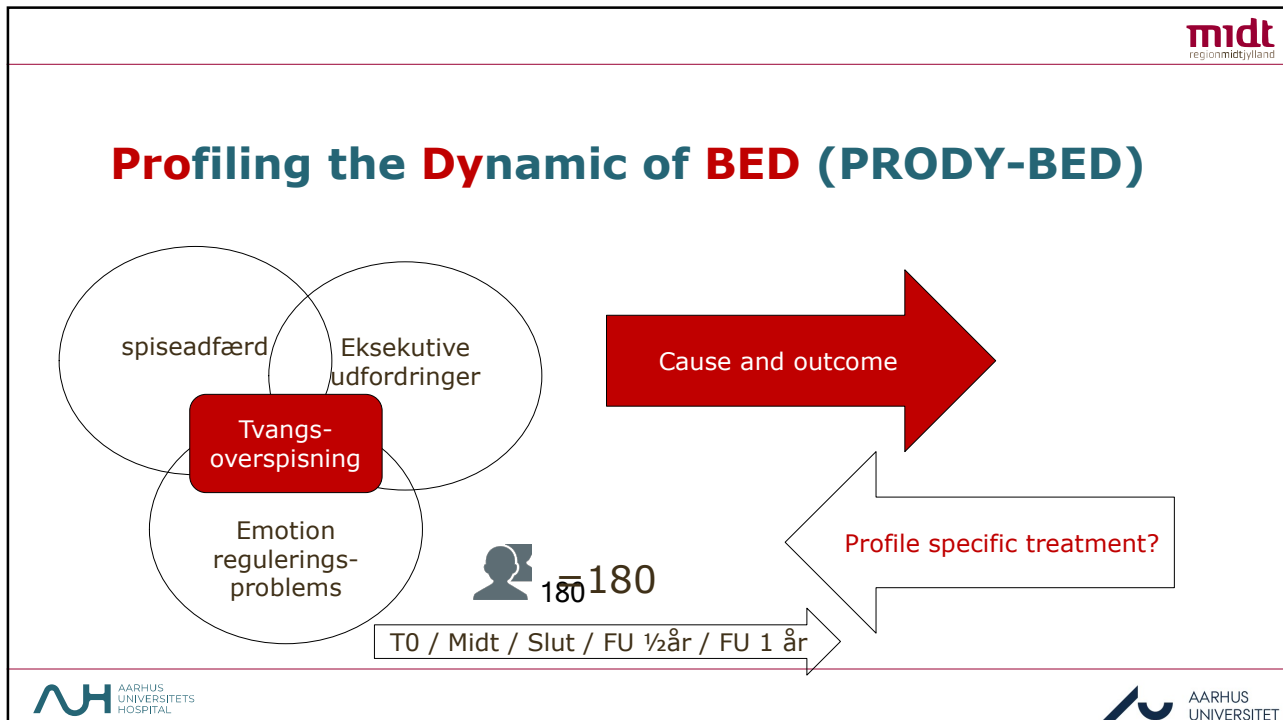 midt
regionmidtjylland
Profiling the Dynamic of BED (PRODY-BED)
spiseadfærd
Eksekutive
udfordringer
Tvangs-
overspisning
Emotion
regulerings-
problems
Cause and outcome
Profile specific treatment?
180
=180
T0 / Midt / Slut / FU ½år / FU 1 år
AARHUS
UNIVERSITETS
HOSPITAL
AARHUS
UNIVERSITET